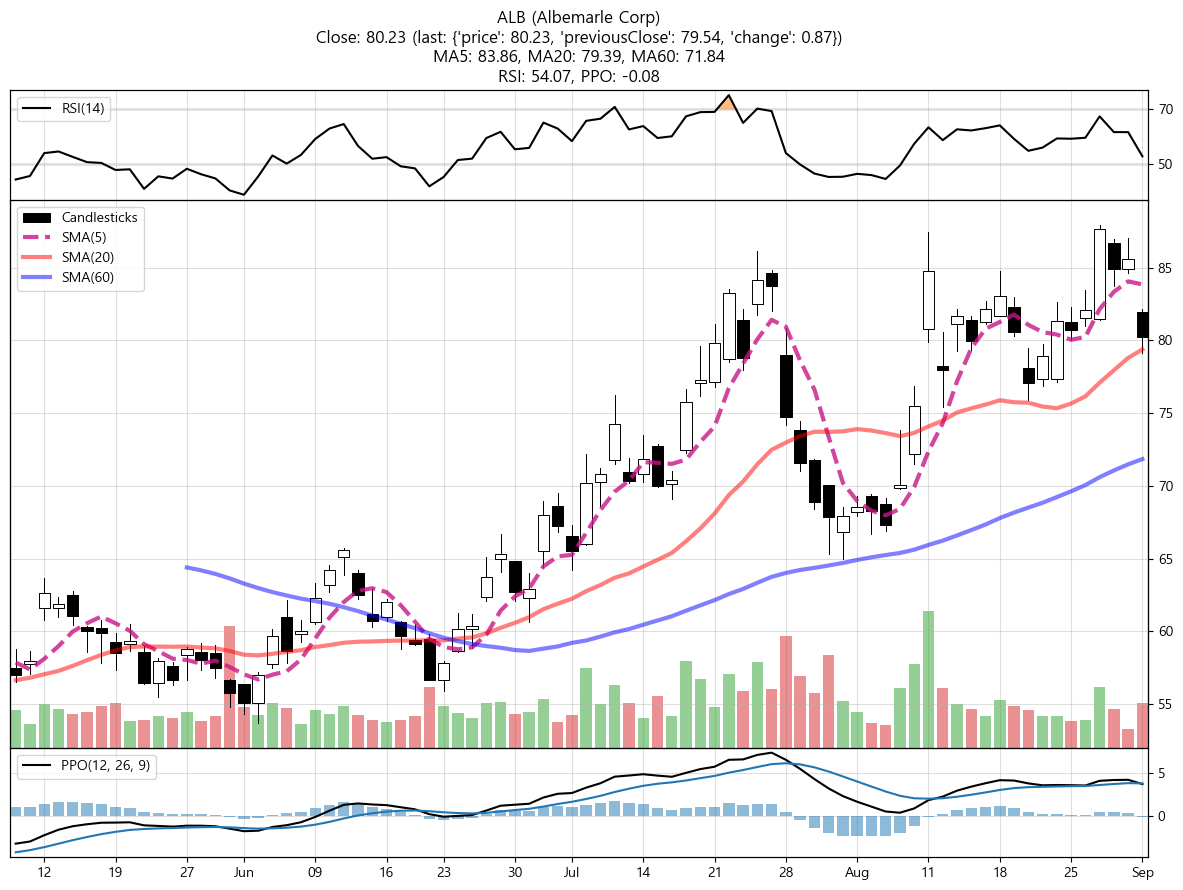 ALB (Albemarle Corp)
Close: 80.23 (last: {'price': 80.23, 'previousClose': 79.54, 'change': 0.87})
MA5: 83.86, MA20: 79.39, MA60: 71.84
RSI: 54.07, PPO: -0.08
RSI(14)
70
50
Candlesticks
SMA(5)
SMA(20)
SMA(60)
85
80
75
70
65
60
55
PPO(12, 26, 9)
5
0
12 19 27 Jun 09 16 23 30 Jul 14 21 28 Aug 11 18 25 Sep